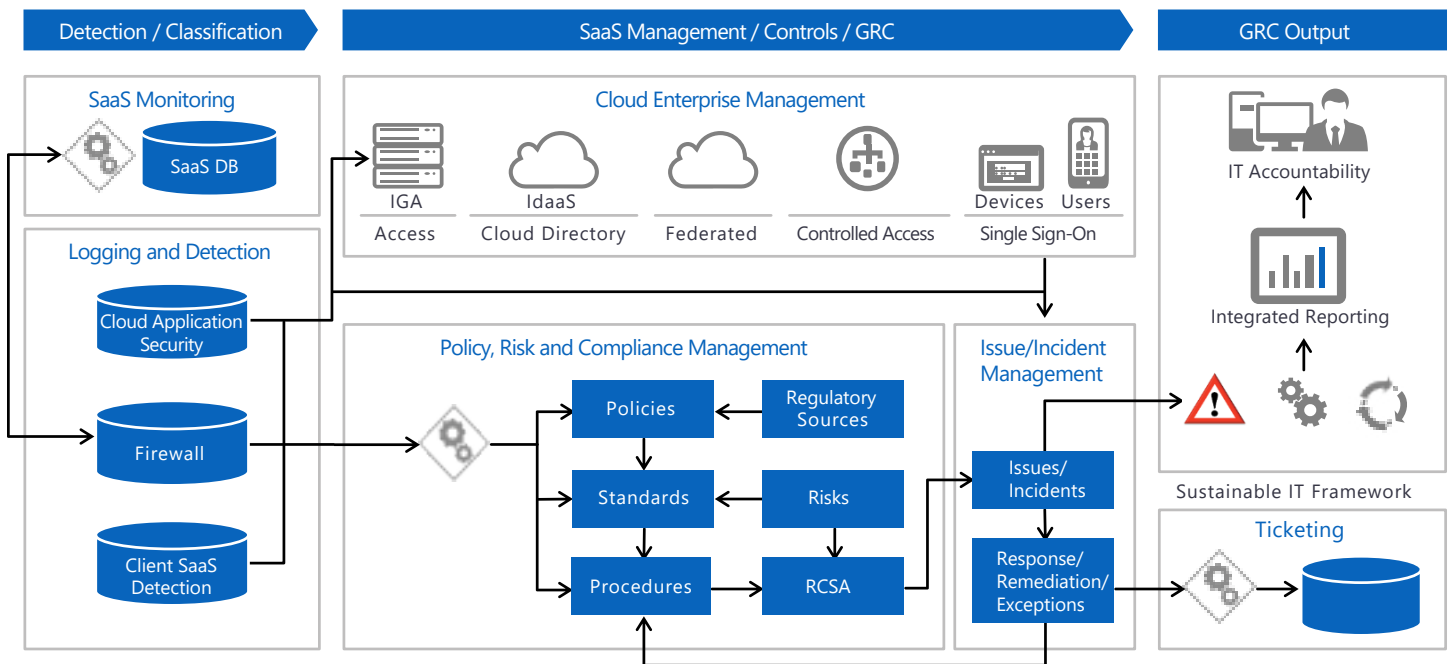 Detection / Classification
SaaS Management / Controls / GRC
GRC Output
SaaS Monitoring
SaaS DB
Logging and Detection
Cloud Application
Security
Firewall
Client SaaS
Detection
Cloud Enterprise Management
IGA
IdaaS
Devices
Users
Access
Cloud Directory
Federated
Controlled Access
Single Sign-On
Policy, Risk and Compliance Management
Policies
Regulatory
Sources
Standards
Risks
Procedures
RCSA
Issue/Incident
Management
Issues/
Incidents
Response/
Remediation/
Exceptions
IT Accountability
Integrated Reporting
!
Sustainable IT Framework
Ticketing